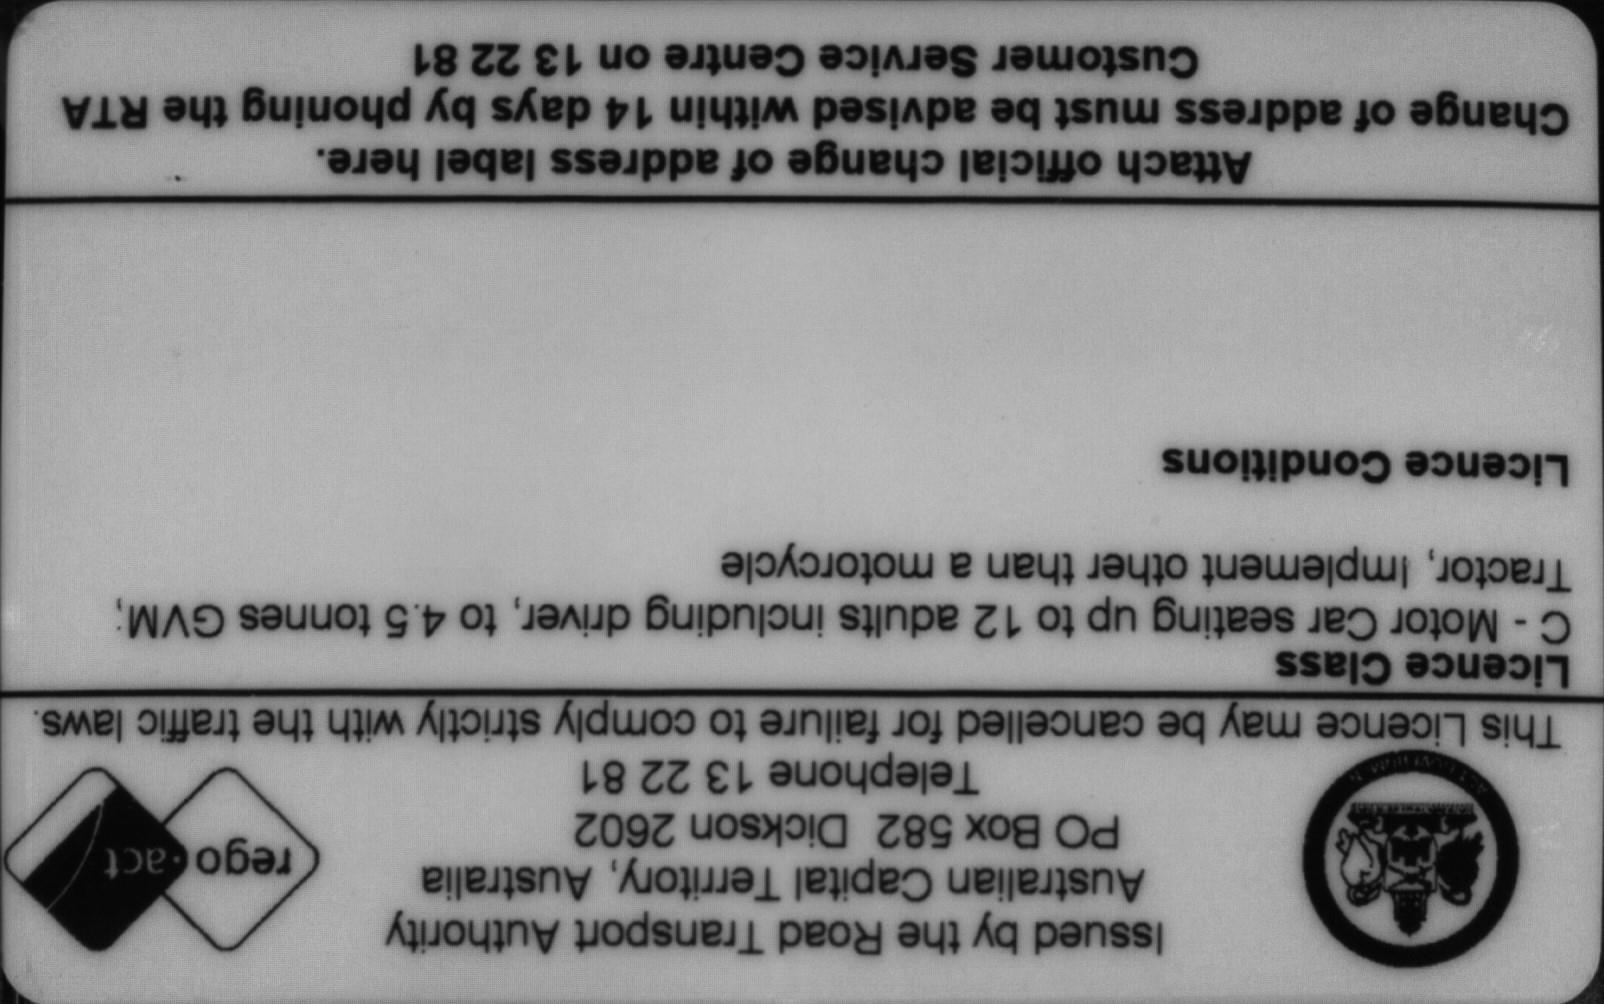 Issued by the Road Transport Authority
Australian Capital Territory, Australia
PO Box 582 Dickson 2602
Telephone 13 22 81
rego act
This Licence may be cancelled for failure to comply strictly with the traffic laws.
Licence Class
C - Motor Car seating up to 12 adults including driver, to 4.5 tonnes GVM;
Tractor, Implement other than a motorcycle
Licence Conditions
Attach official change of address label here.
Change of address must be advised within 14 days by phoning the RTA
Customer Service Centre on 13 22 81